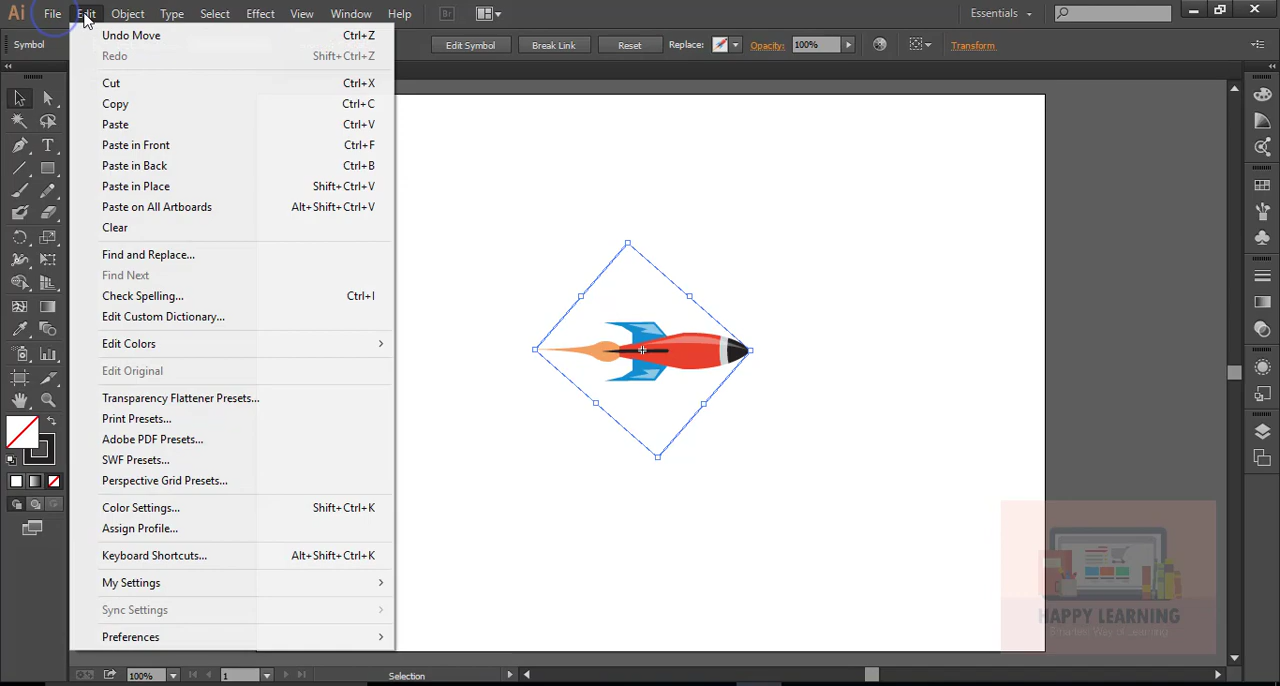 Ai File Edit Object Type Select Effect View Window Help Br Essentials
Symbol Edit Symbol Break Link Reset Replace: Opacity: 100% Transform
Undo Move Ctrl+Z
Redo Shift+Ctrl+Z
Cut Ctrl+X
Copy Ctrl+C
Paste Ctrl+V
Paste in Front Ctrl+F
Paste in Back Ctrl+B
Paste in Place Shift+Ctrl+V
Paste on All Artboards Alt+Shift+Ctrl+V
Clear
Find and Replace...
Find Next
Check Spelling... Ctrl+I
Edit Custom Dictionary...
Edit Colors
Edit Original
Transparency Flattener Presets...
Print Presets...
Adobe PDF Presets...
SWF Presets...
Perspective Grid Presets...
Color Settings... Shift+Ctrl+K
Assign Profile...
Keyboard Shortcuts... Alt+Shift+Ctrl+K
My Settings
Sync Settings
Preferences
HAPPY LEARNING
Smartest Way of Learning...
100% 1 Selection